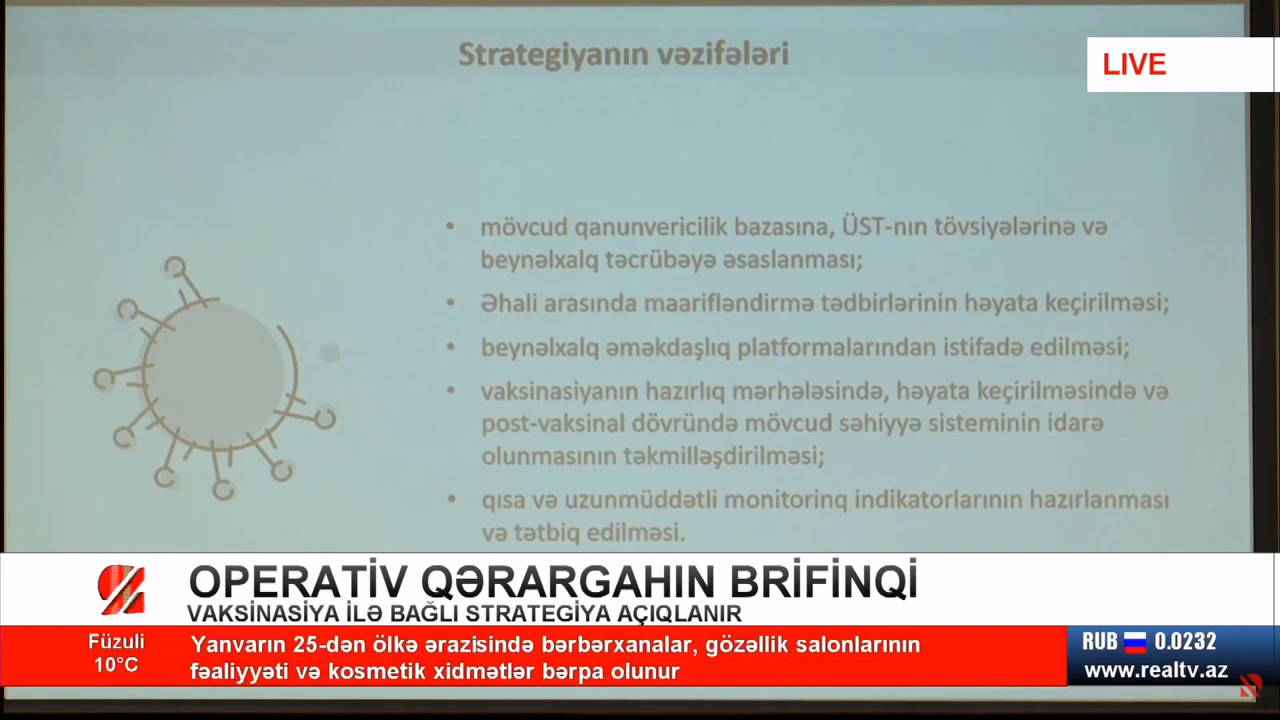 Strategiyanın vəzifələri
LIVE
• mövcud qanunvericilik bazasına, ÜST-nın tövsiyələrinə və
beynəlxalq təcrübəyə əsaslanması;
• Əhali arasında maarifləndirmə tədbirlərinin həyata keçirilməsi;
• beynəlxalq əməkdaşlıq platformalarından istifadə edilməsi;
• vaksinasiyanın hazırlıq mərhələsində, həyata keçirilməsində və
post-vaksinal dövründə mövcud səhiyyə sisteminin idarə
olunmasının təkmilləşdirilməsi;
• qısa və uzunmüddətli monitorinq indikatorlarının hazırlanması
və tətbiq edilməsi.
OPERATİV QƏRARGAHIN BRİFİNQİ
VAKSİNASİYA İLƏ BAĞLI STRATEGİYA AÇIQLANIR
Füzuli
10°C
Yanvarın 25-dən ölkə ərazisində bərbərxanalar, gözəllik salonlarının
fəaliyyəti və kosmetik xidmətlər bərpa olunur
RUB 0.0232
www.realtv.az